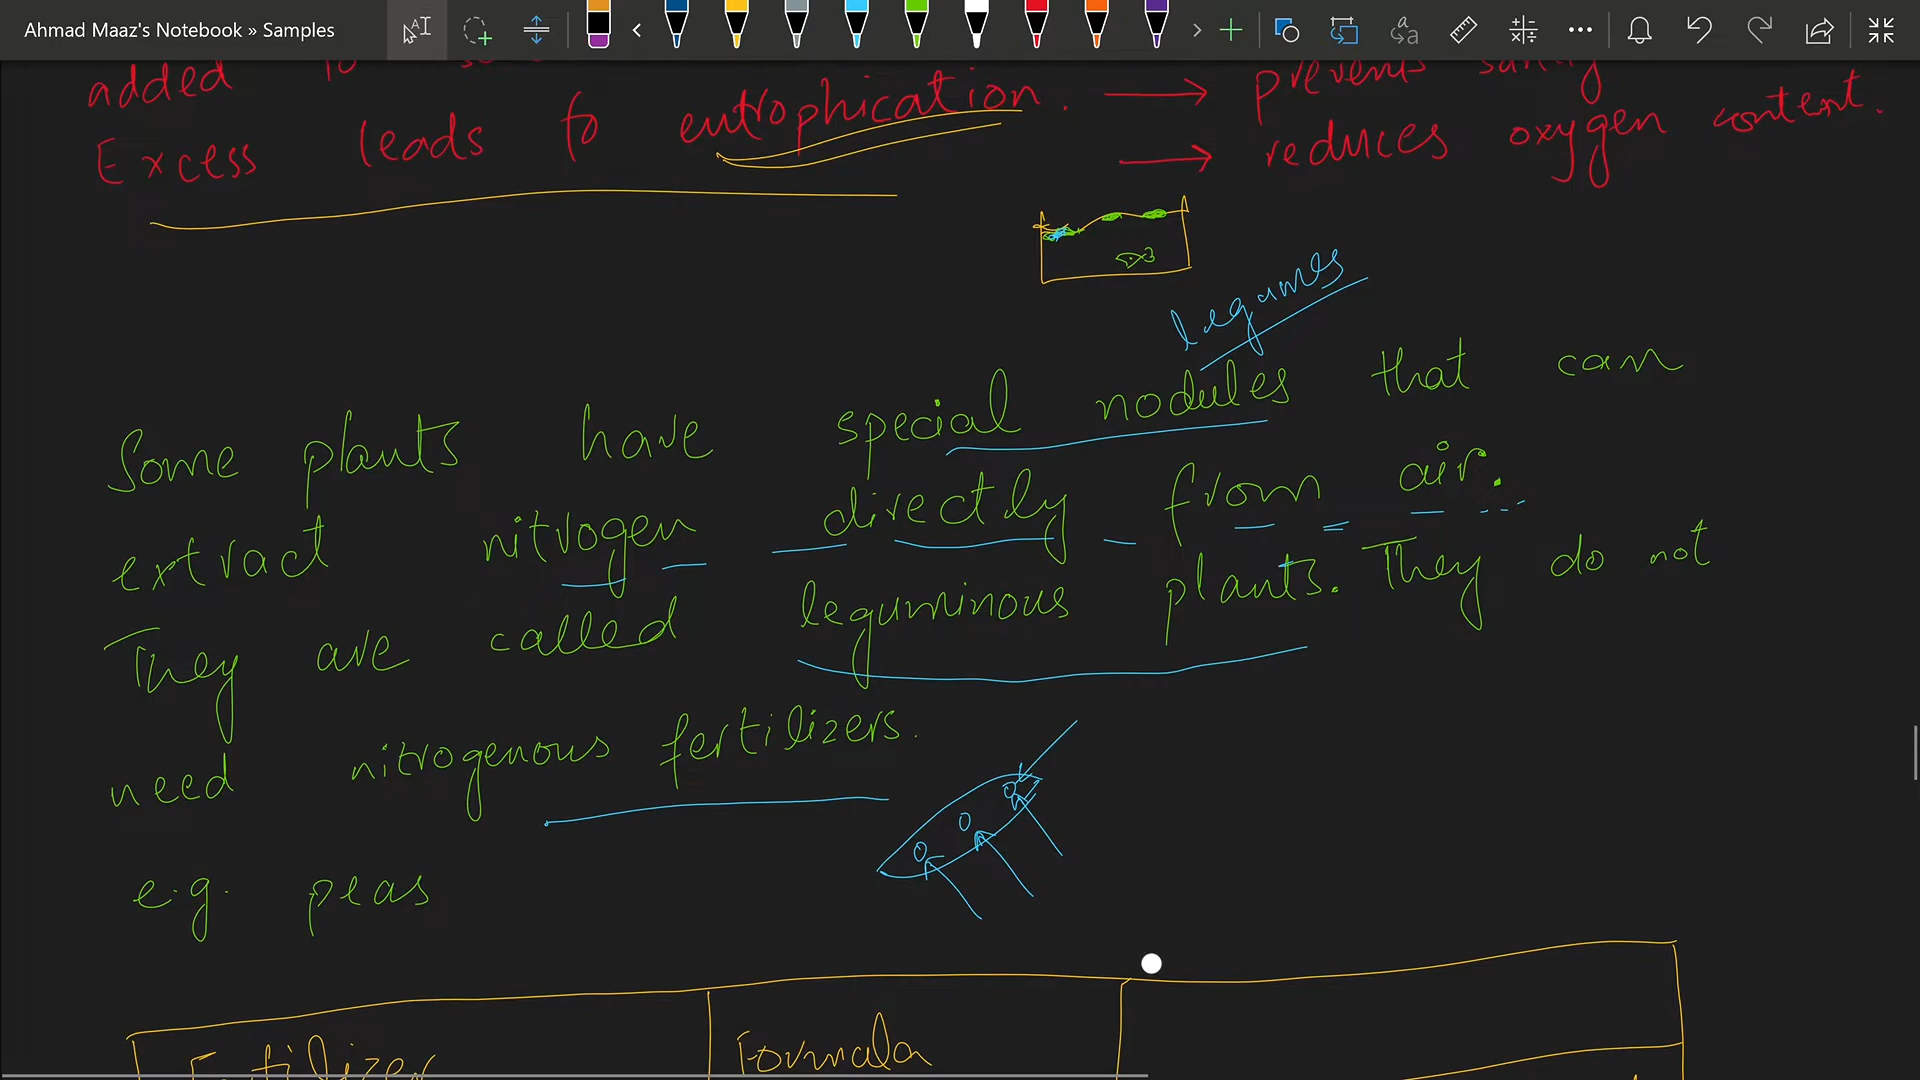 Ahmad Maaz's Notebook » Samples
added to
prevents
Excess leads to eutrophication. → reduces oxygen content.
legumes
Some plants have special nodules that can
extract nitrogen directly from air.
They are called leguminous plants. They do not
need nitrogenous fertilizers.
e.g. peas
Fertilizer Formula